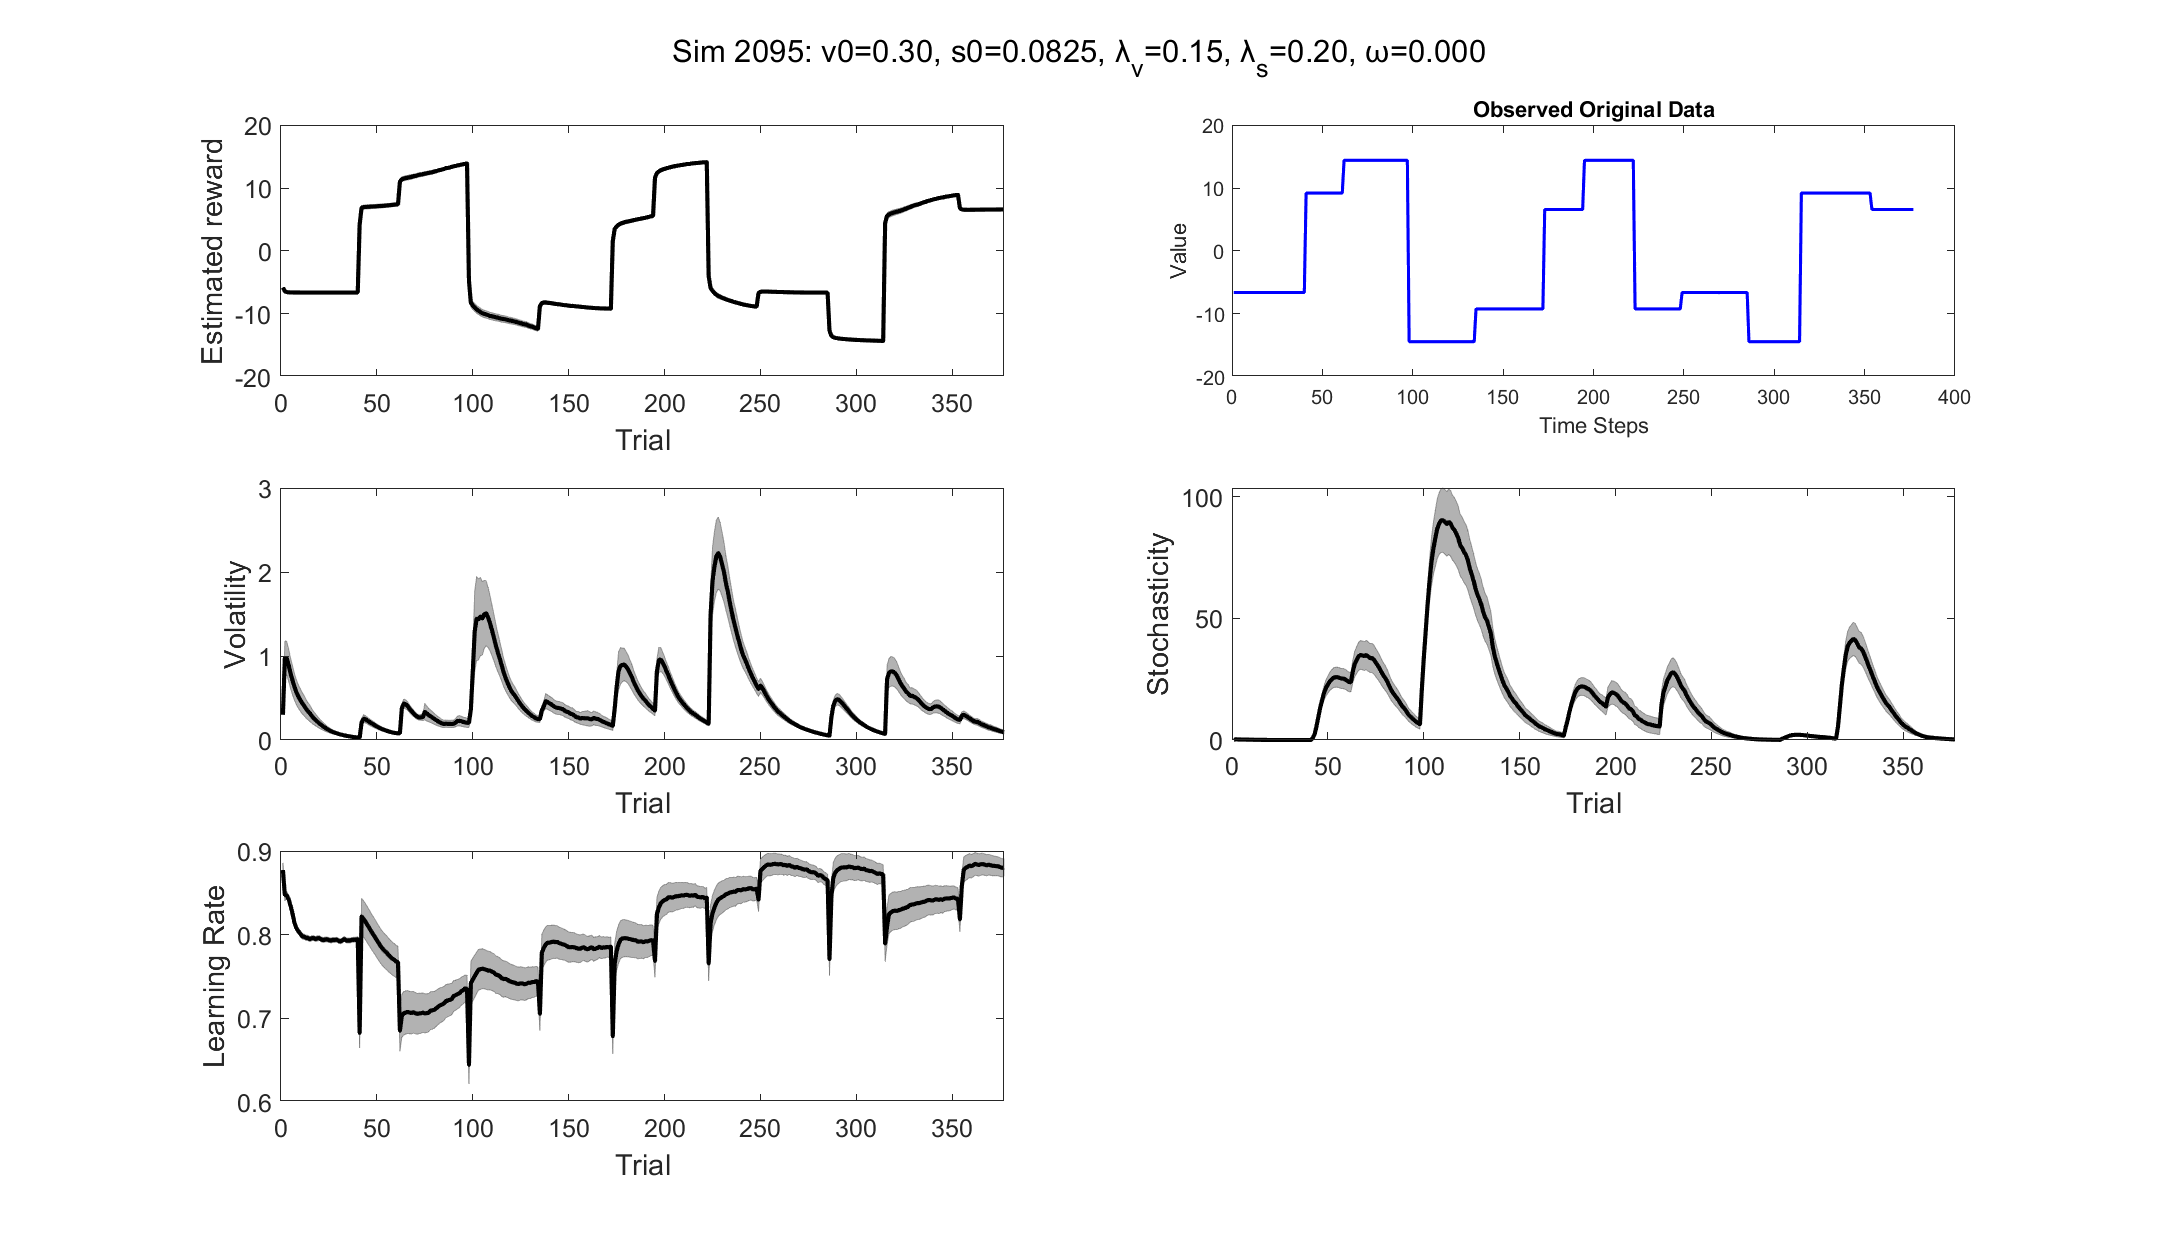 Sim 2095: v0=0.30, s0=0.0825, λ_v=0.15, λ_s=0.20, ω=0.000
Estimated reward
20
10
0
-10
-20
0 50 100 150 200 250 300 350
Trial
Observed Original Data
Value
20
10
0
-10
-20
0 50 100 150 200 250 300 350 400
Time Steps
Volatility
3
2
1
0
0 50 100 150 200 250 300 350
Trial
Stochasticity
100
50
0
0 50 100 150 200 250 300 350
Trial
Learning Rate
0.9
0.8
0.7
0.6
0 50 100 150 200 250 300 350
Trial